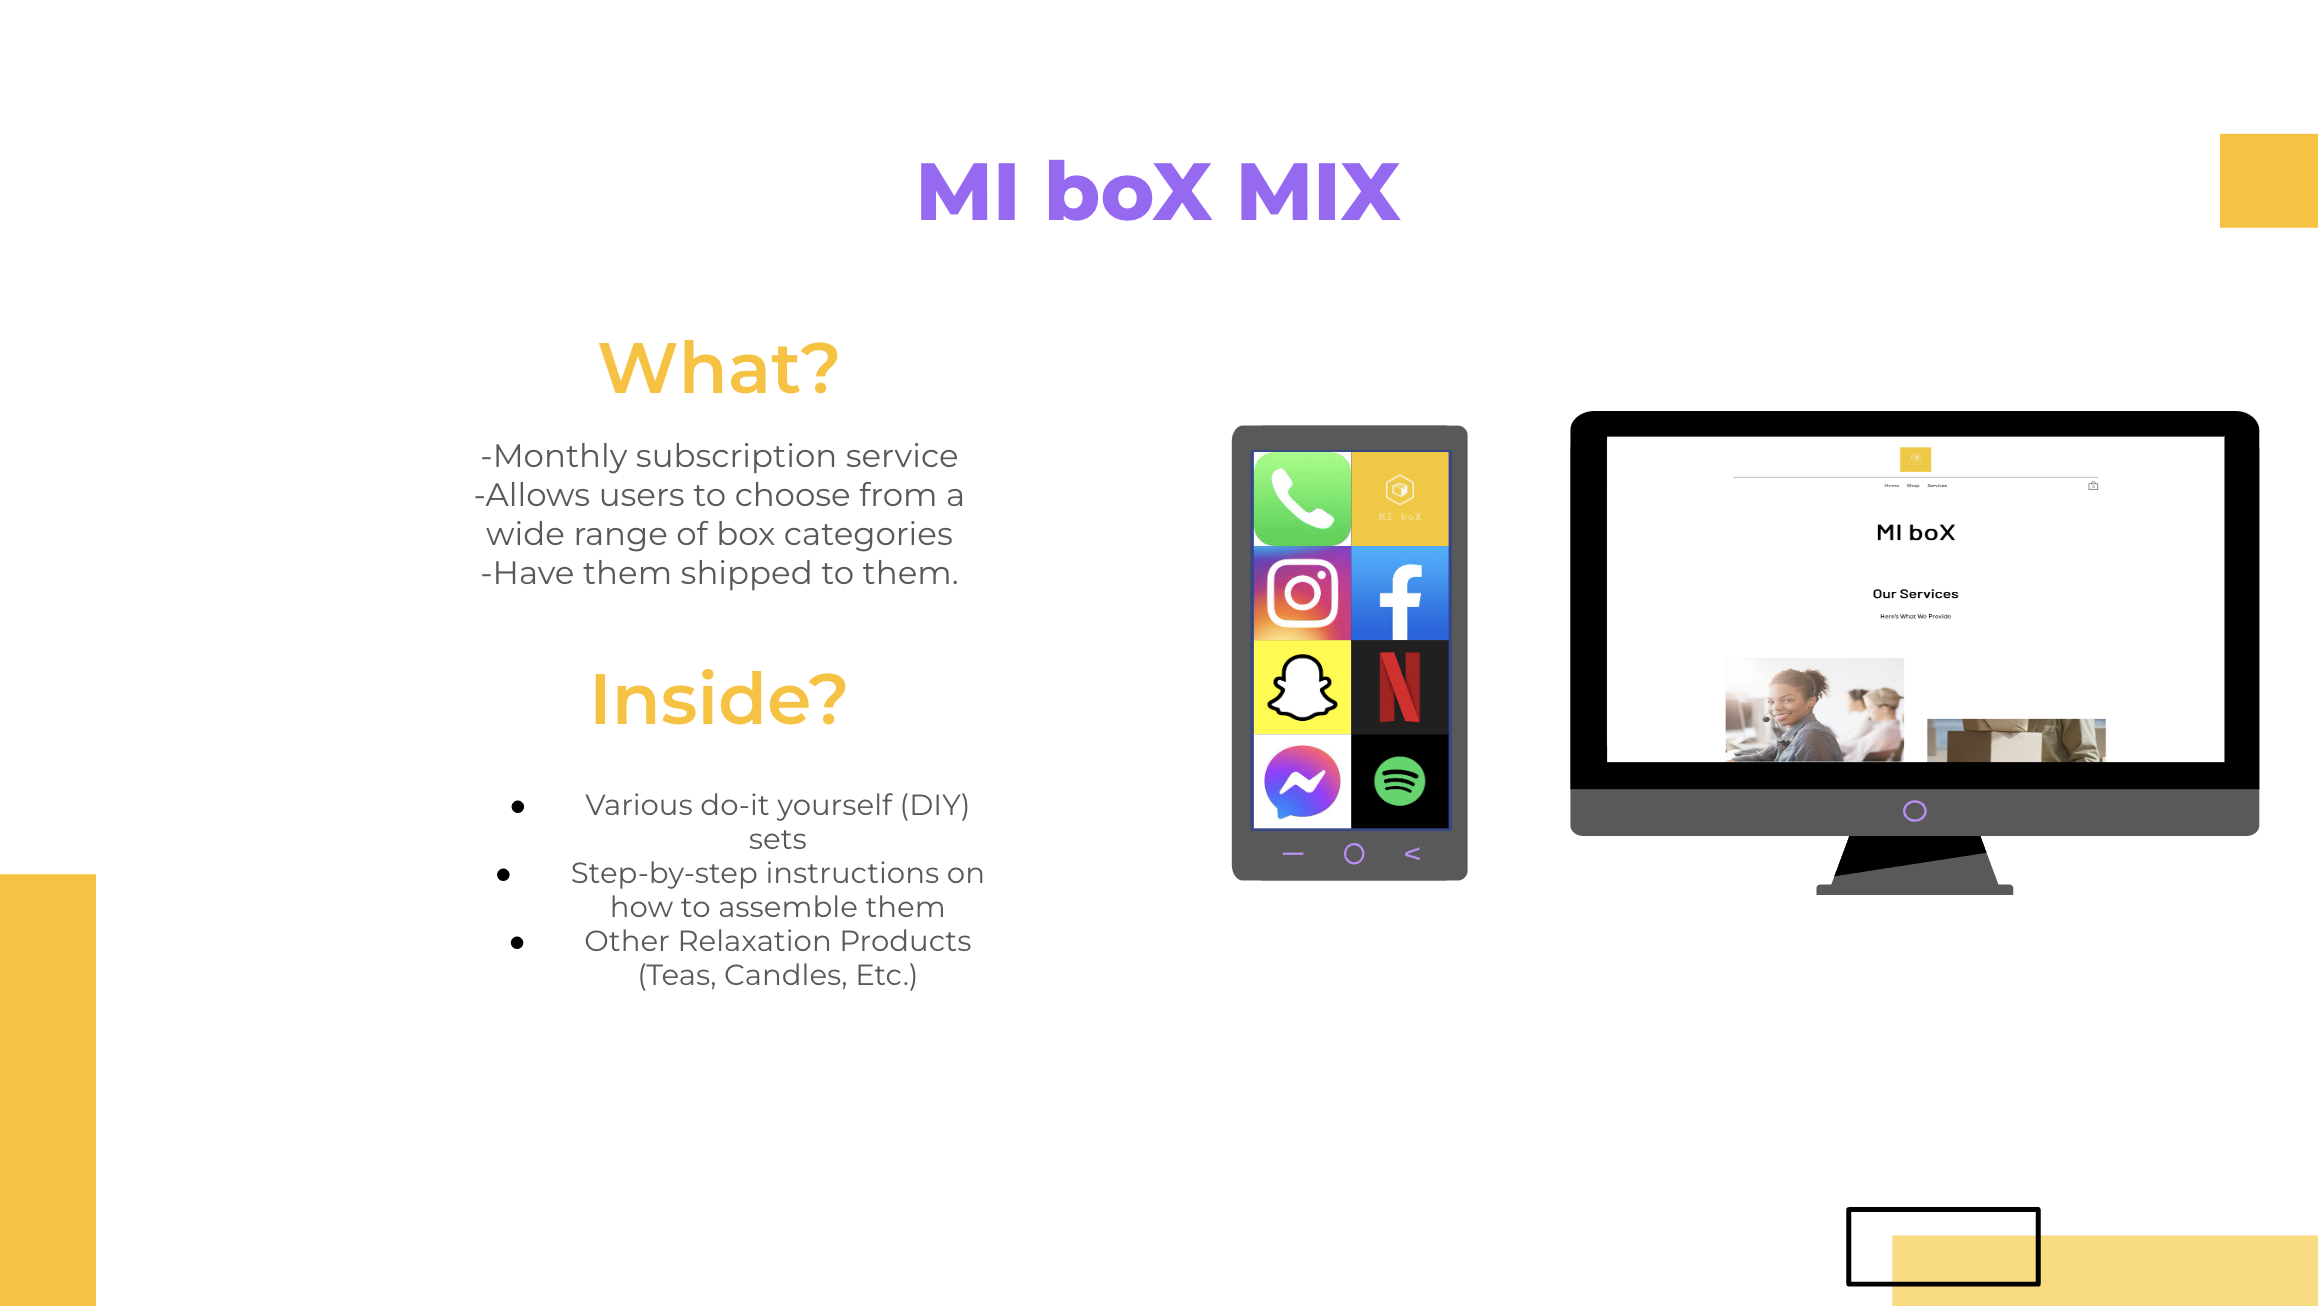 MI boX MIX
What?
-Monthly subscription service
-Allows users to choose from a
wide range of box categories
-Have them shipped to them.
Inside?
● Various do-it yourself (DIY)
sets
● Step-by-step instructions on
how to assemble them
● Other Relaxation Products
(Teas, Candles, Etc.)
MI boX
Home Shop Services
MI boX
Our Services
Here's What We Provide